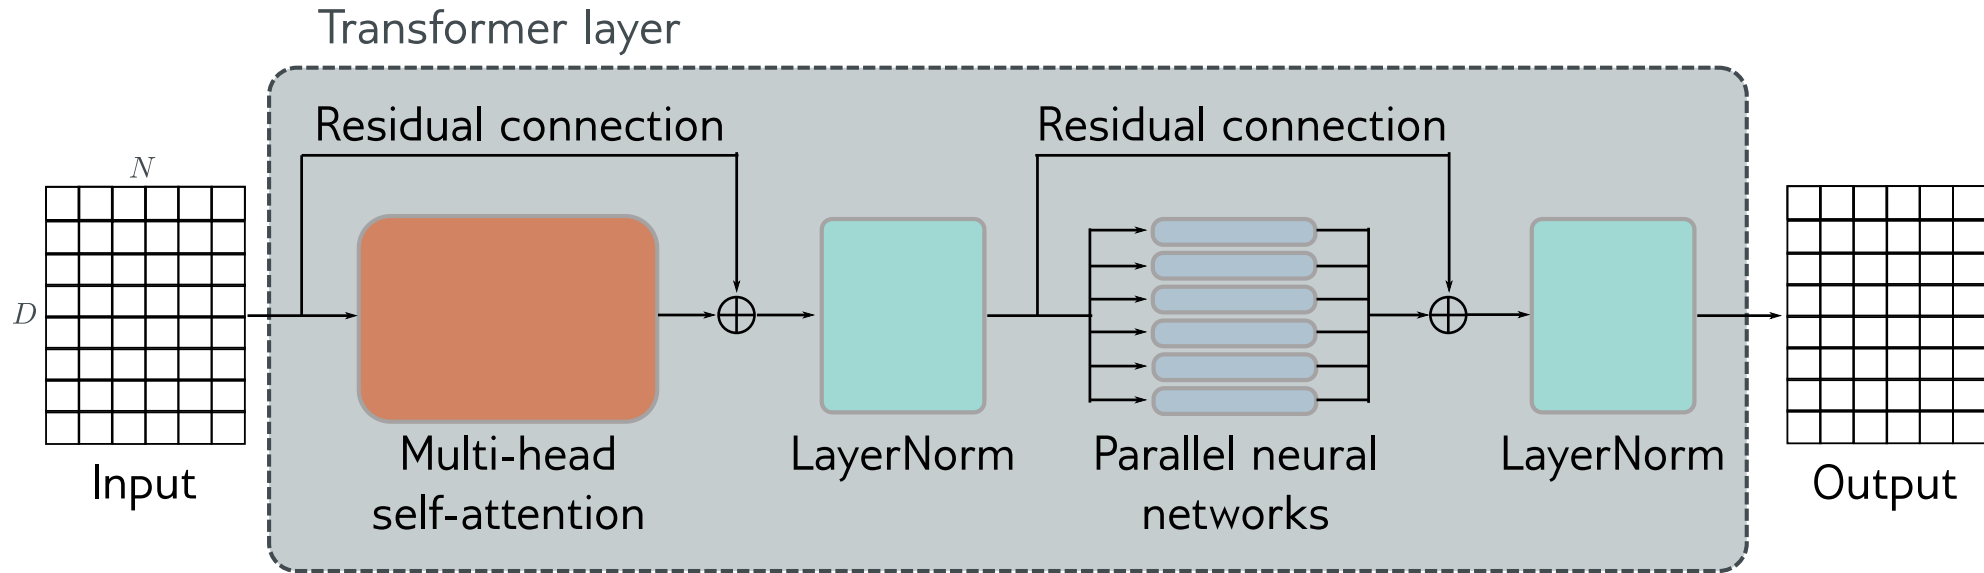 Transformer layer
Residual connection
Residual connection
N
D
Input
Multi-head
self-attention
LayerNorm
Parallel neural
networks
LayerNorm
Output